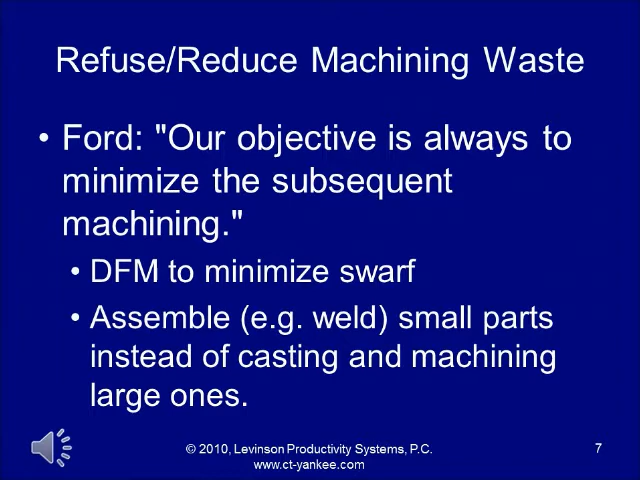 Refuse/Reduce Machining Waste
• Ford: "Our objective is always to
minimize the subsequent
machining."
• DFM to minimize swarf
• Assemble (e.g. weld) small parts
instead of casting and machining
large ones.
© 2010, Levinson Productivity Systems, P.C.
www.ct-yankee.com
7